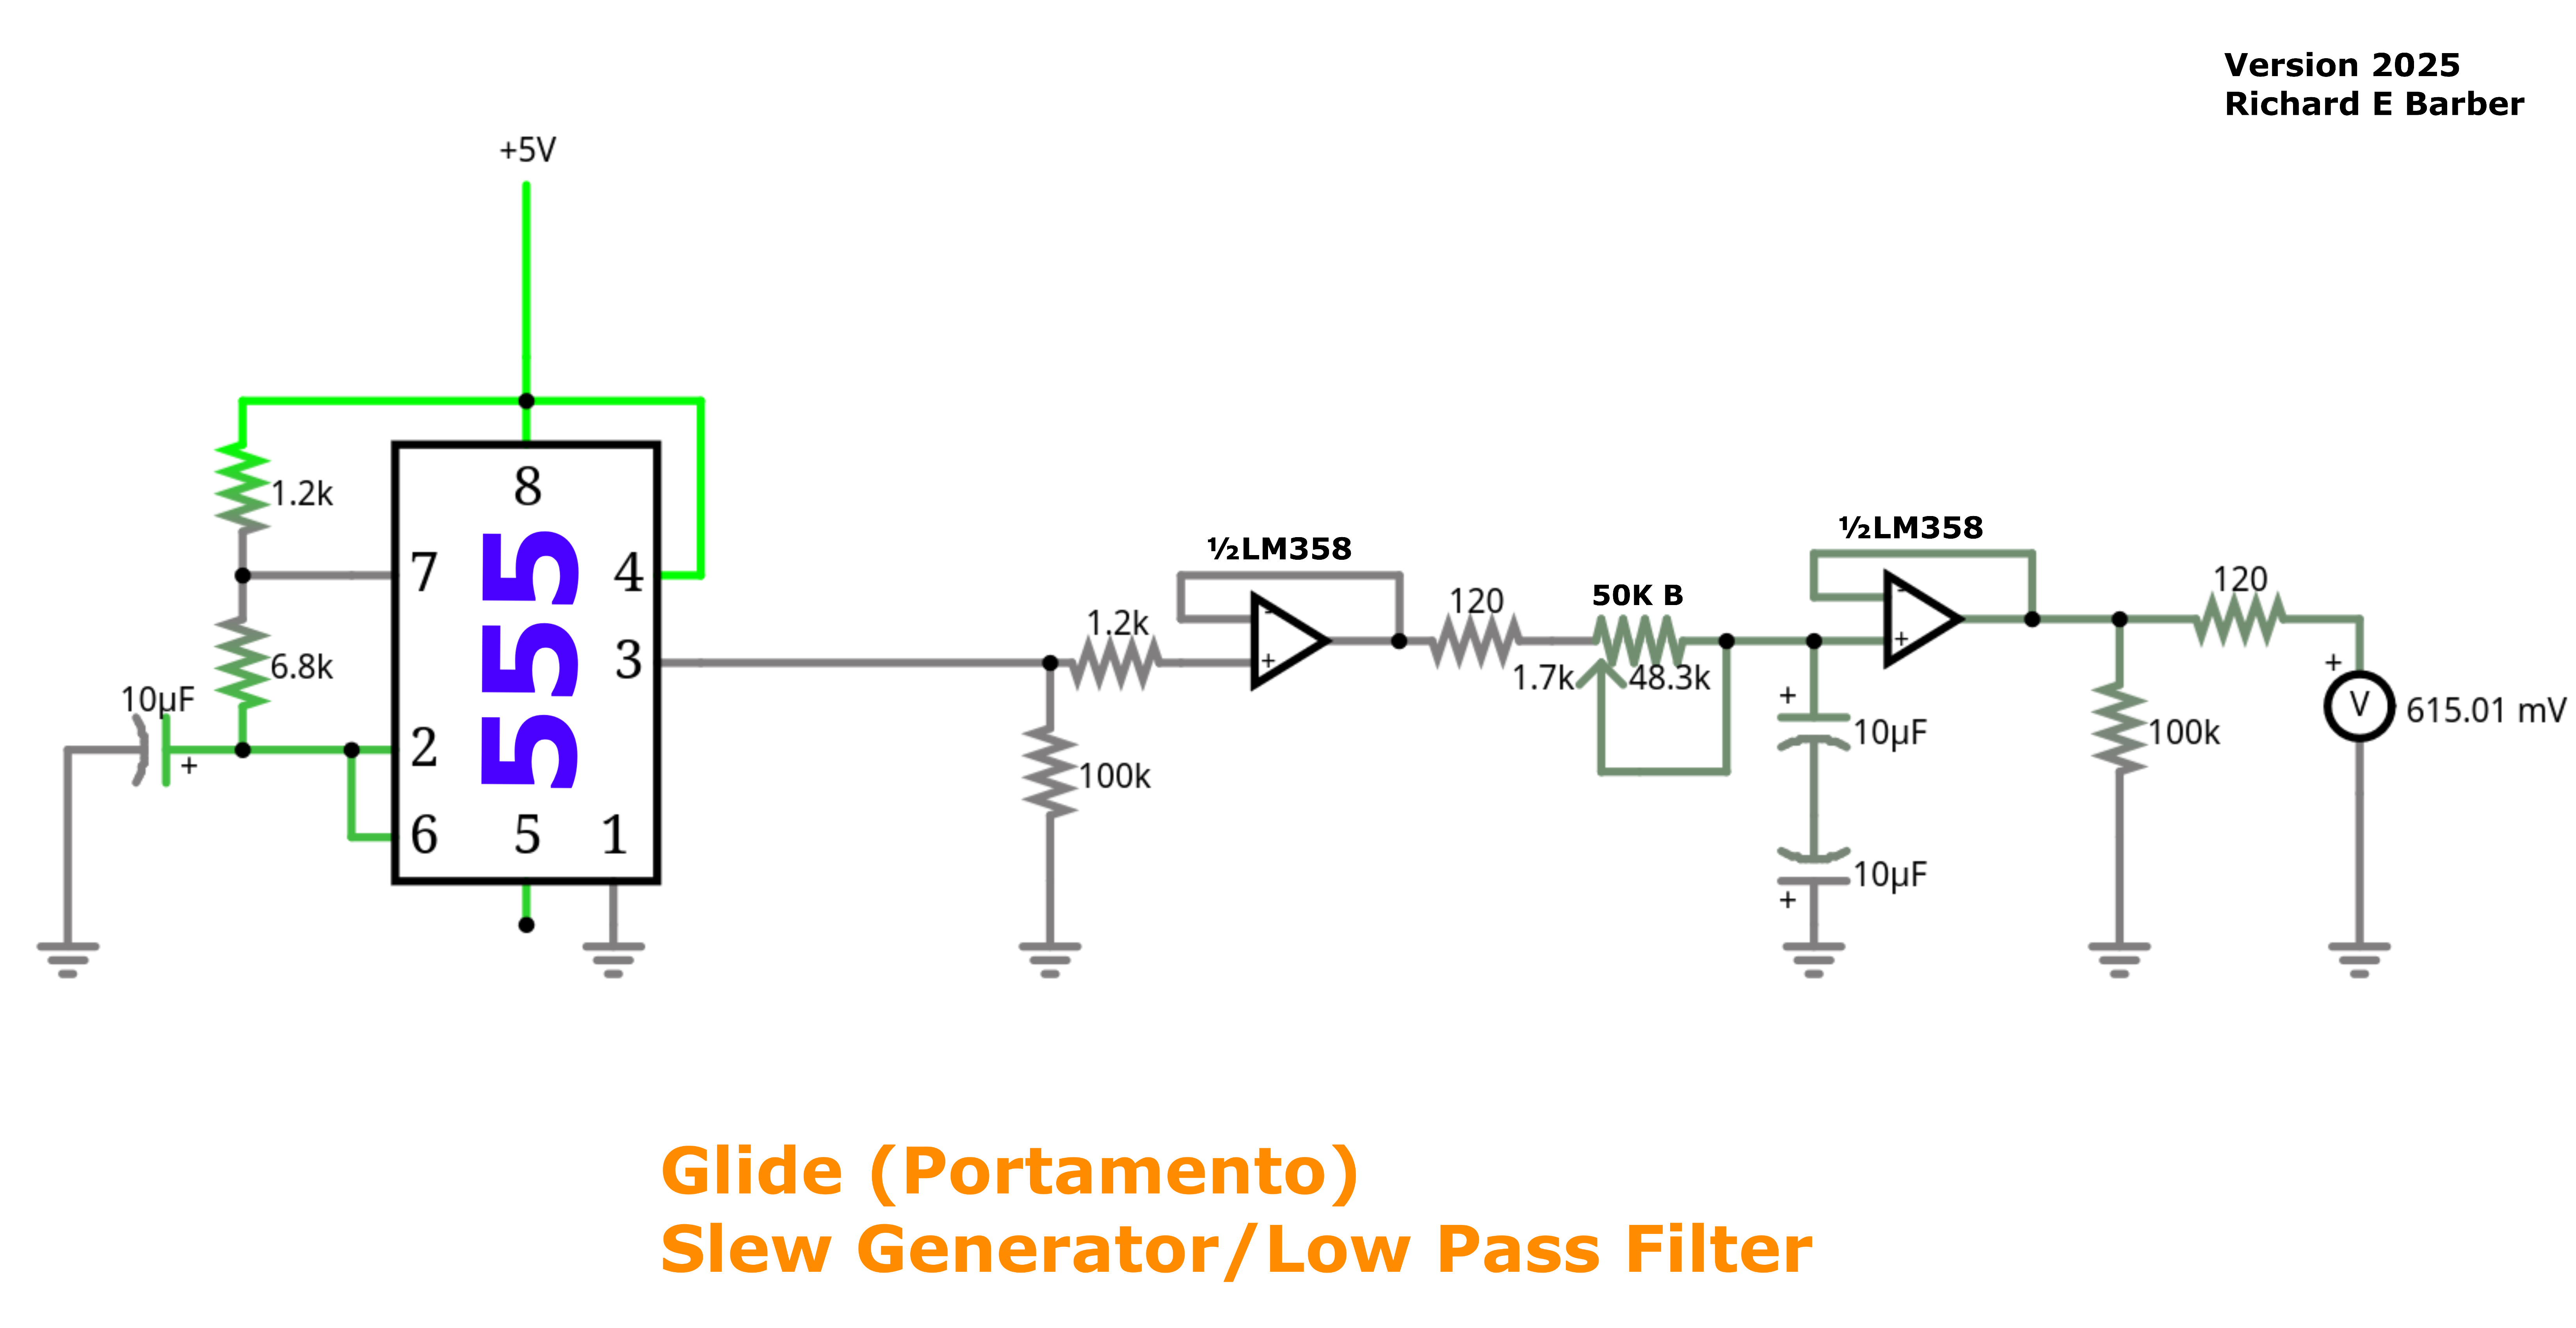 Version 2025
Richard E Barber
+5V
1.2k
6.8k
10µF
+
8
7
4
3
2
6
5
1
555
1.2k
100k
½LM358
-
+
120
50K B
1.7k
48.3k
½LM358
-
+
+
10µF
10µF
+
120
100k
+
V
615.01 mV
Glide (Portamento)
Slew Generator/Low Pass Filter